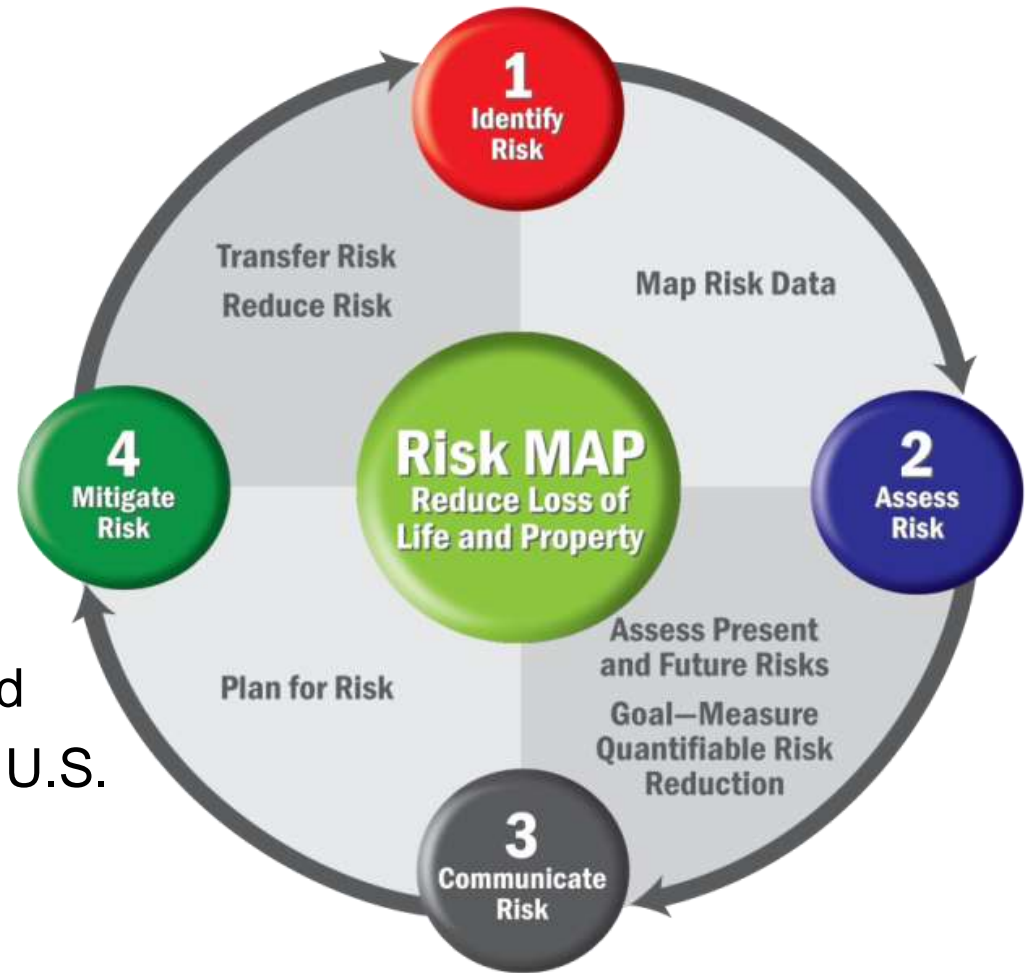 1
Identify
Risk
Transfer Risk
Reduce Risk
Map Risk Data
Risk MAP
Reduce Loss of
Life and Property
4
Mitigate
Risk
2
Assess
Risk
Assess Present
and Future Risks
Goal—Measure
Quantifiable Risk
Reduction
Plan for Risk
U.S.
3
Communicate
Risk